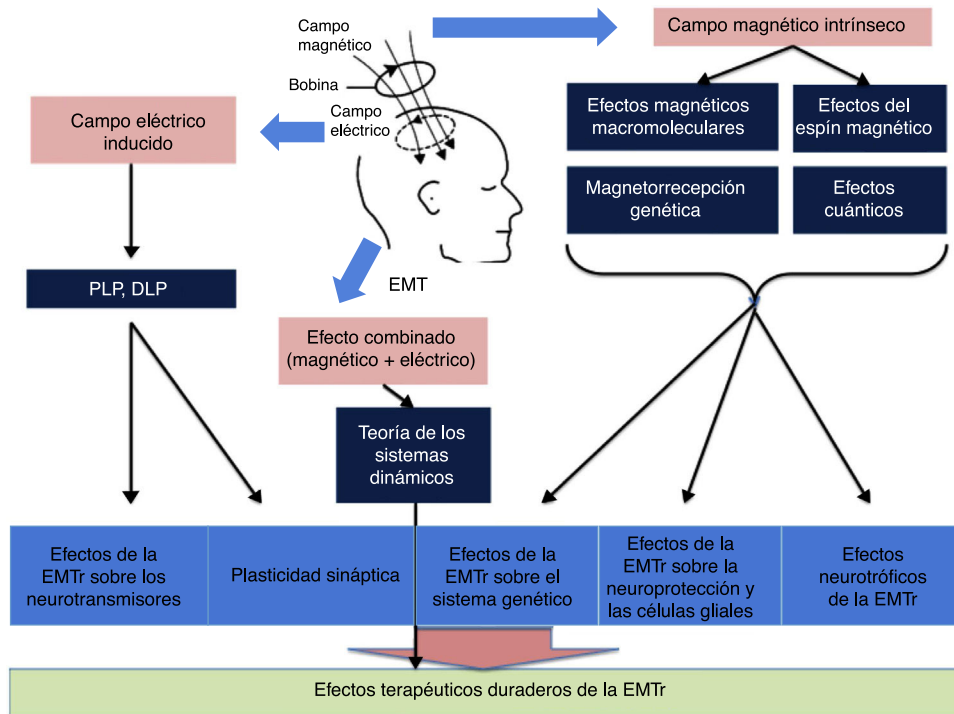 Campo
magnético
Bobina
Campo
eléctrico
Campo magnético intrínseco
Campo eléctrico
inducido
Efectos magnéticos
macromoleculares
Efectos del
espín magnético
Magnetorrecepción
genética
Efectos
cuánticos
PLP, DLP
EMT
Efecto combinado
(magnético + eléctrico)
Teoría de los
sistemas
dinámicos
Efectos de la
EMTr sobre los
neurotransmisores
Plasticidad sináptica
Efectos de la
EMTr sobre el
sistema genético
Efectos de la
EMTr sobre la
neuroprotección y
las células gliales
Efectos
neurotróficos
de la EMTr
Efectos terapéuticos duraderos de la EMTr